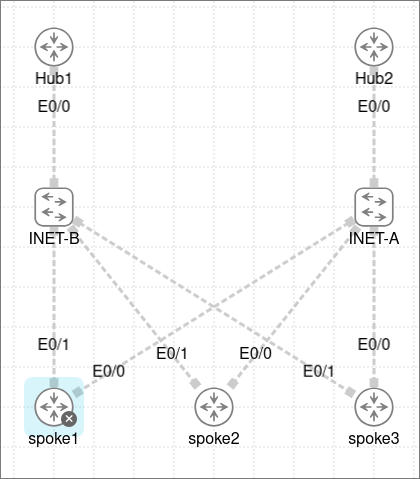 Hub1
Hub2
E0/0
E0/0
INET-B
INET-A
E0/1
E0/1
E0/0
E0/0
E0/0
E0/1
spoke1
spoke2
spoke3